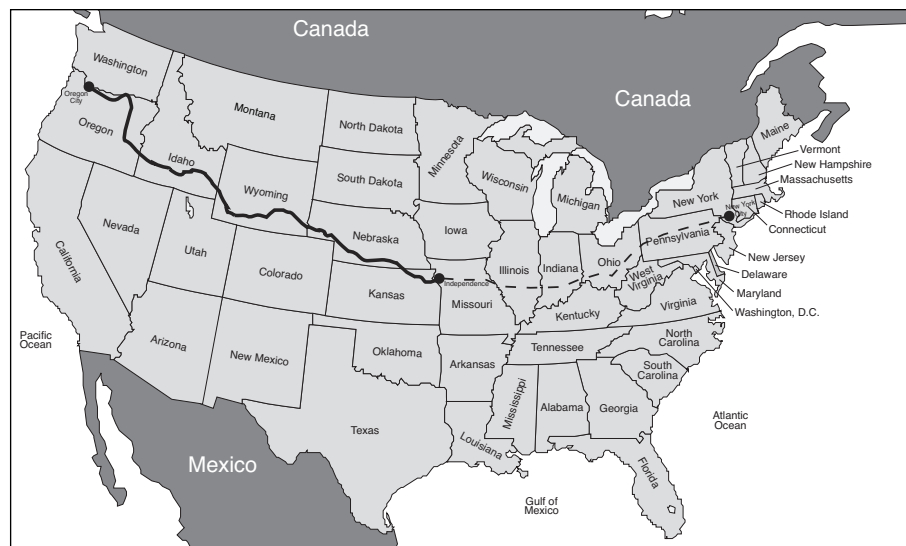 Canada
Canada
Washington
Oregon
City
Oregon
Montana
Idaho
Wyoming
North Dakota
South Dakota
Nebraska
Minnesota
Wisconsin
Michigan
Iowa
Nevada
Utah
Colorado
Kansas
California
Arizona
New Mexico
Oklahoma
Texas
Independence
Missouri
Arkansas
Louisiana
Illinois
Indiana
Ohio
Kentucky
Tennessee
Mississippi
Alabama
Georgia
Florida
South
Carolina
North
Carolina
Virginia
West
Virginia
Pennsylvania
New York
New York
City
Maine
Vermont
New Hampshire
Massachusetts
Rhode Island
Connecticut
New Jersey
Delaware
Maryland
Washington, D.C.
Pacific
Ocean
Atlantic
Ocean
Mexico
Gulf of
Mexico